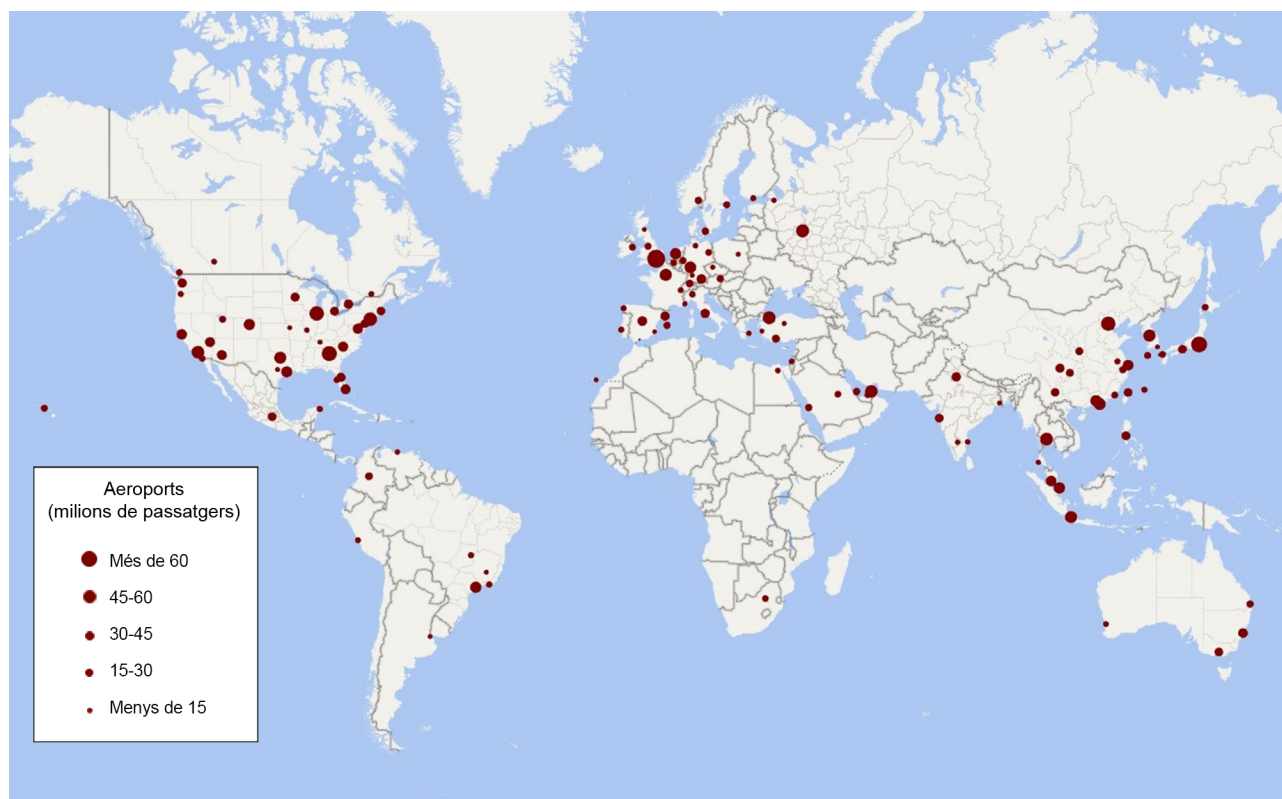 Aeroports
(milions de passatgers)
Més de 60
45-60
30-45
15-30
Menys de 15